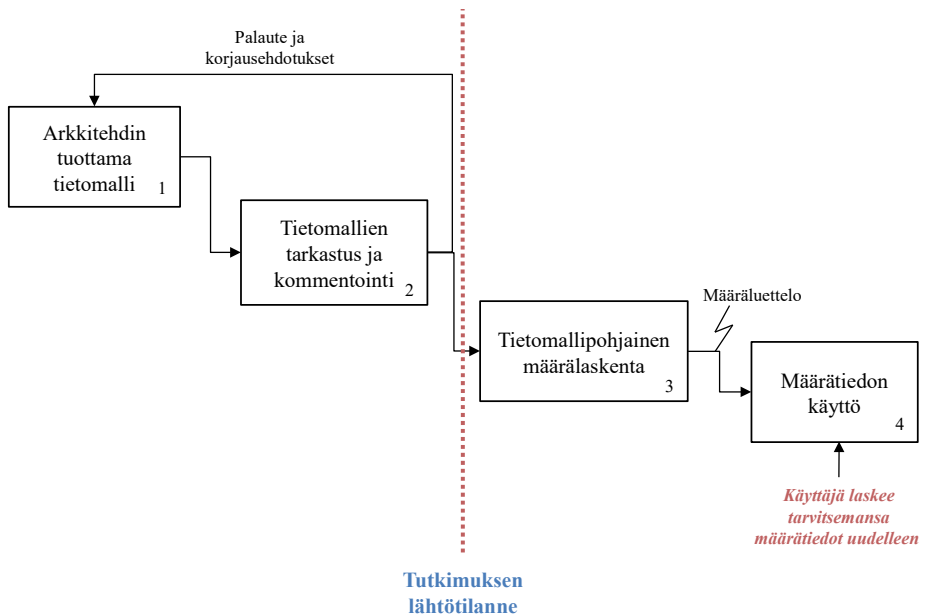 Palaute ja
korjausehdotukset
Arkkitehdin
tuottama
tietomalli
1
Tietomallien
tarkastus ja
kommentointi
2
Määräluettelo
Tietomallipohjainen
määrälaskenta
3
Määrätiedon
käyttö
4
Käyttäjä laskee
tarvitsemansa
määrätiedot uudelleen
Tutkimuksen
lähtötilanne